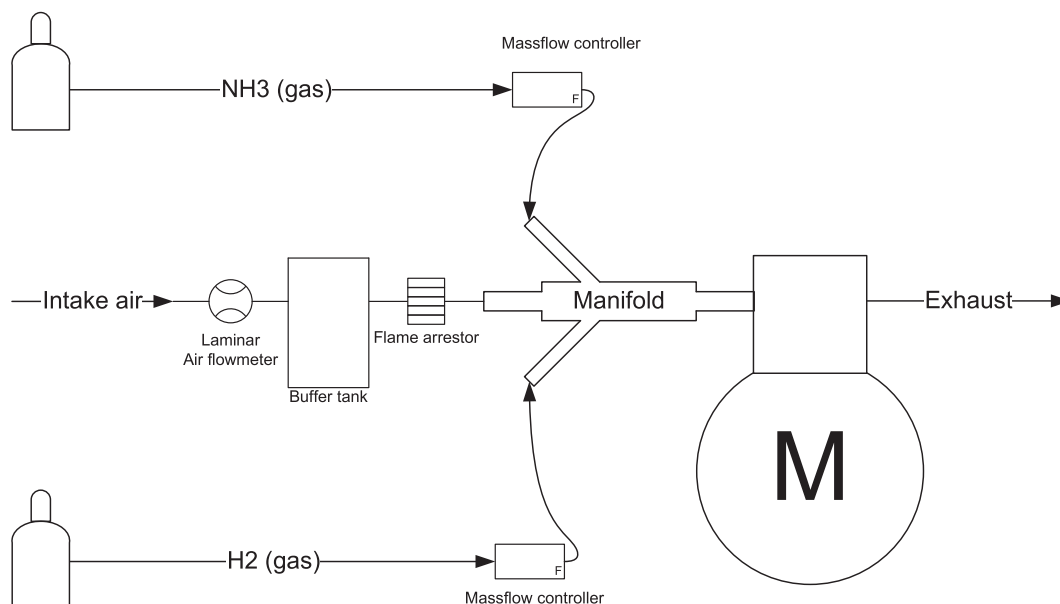 Massflow controller
NH3 (gas)
F
Intake air
Manifold
Exhaust
Laminar
Air flowmeter
Flame arrestor
Buffer tank
M
H2 (gas)
F
Massflow controller